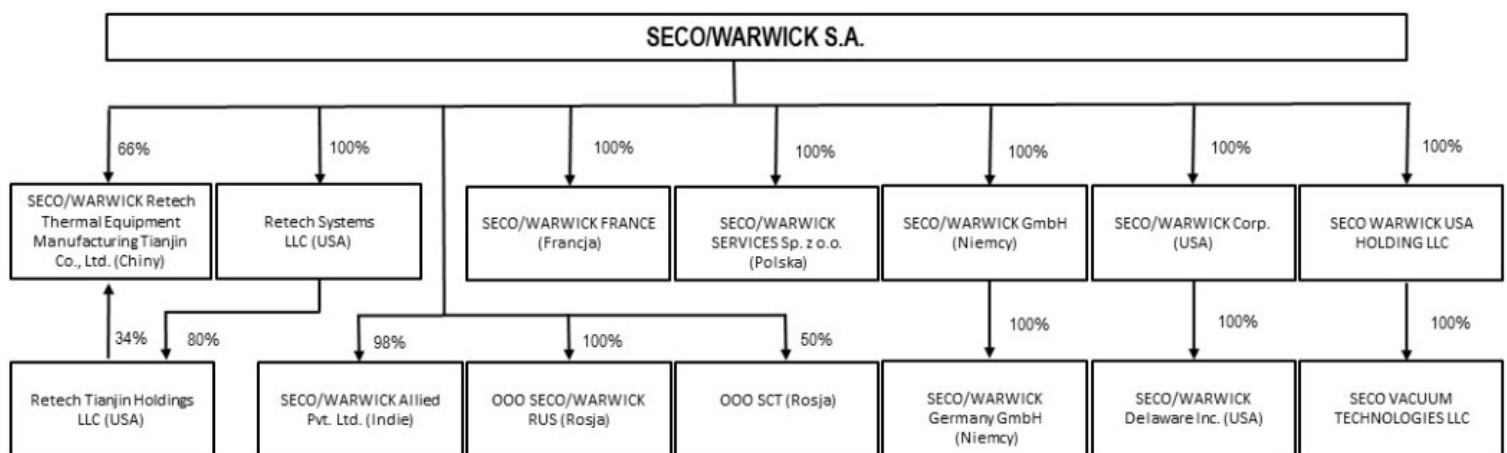 SECO/WARWICK S.A.
66%
100%
100%
100%
100%
100%
100%
SECO/WARWICK Retech
Thermal Equipment
Manufacturing Tianjin
Co., Ltd. (Chiny)
Retech Systems
LLC (USA)
SECO/WARWICK FRANCE
(Francja)
SECO/WARWICK
SERVICES Sp. z o.o.
(Polska)
SECO/WARWICK GmbH
(Niemcy)
SECO/WARWICK Corp.
(USA)
SECO WARWICK USA
HOLDING LLC
34%
80%
98%
100%
50%
100%
100%
100%
Retech Tianjin Holdings
LLC (USA)
SECO/WARWICK Allied
Pvt. Ltd. (Indie)
OOO SECO/WARWICK
RUS (Rosja)
OOO SCT (Rosja)
SECO/WARWICK
Germany GmbH
(Niemcy)
SECO/WARWICK
Delaware Inc. (USA)
SECO VACUUM
TECHNOLOGIES LLC